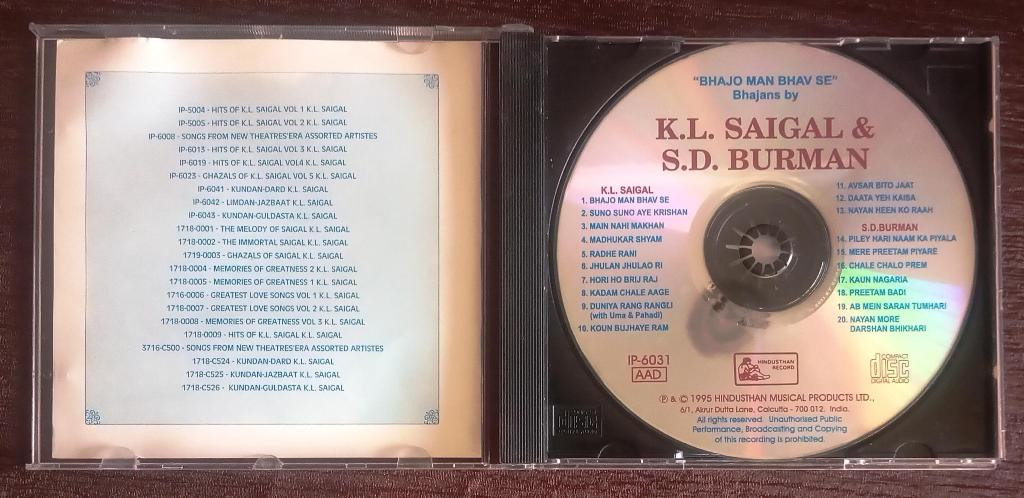 IP-5004 - HITS OF K.L. SAIGAL VOL 1 K.L. SAIGAL
IP-5005 - HITS OF K.L. SAIGAL VOL 2 K.L. SAIGAL
IP-6008 - SONGS FROM NEW THEATRES'ERA ASSORTED ARTISTES
IP-6013 - HITS OF K.L. SAIGAL VOL 3 K.L. SAIGAL
IP-6019 - HITS OF K.L. SAIGAL VOL4 K.L. SAIGAL
IP-6023 - GHAZALS OF K.L. SAIGAL VOL 5 K.L. SAIGAL
IP-6041 - KUNDAN-DARD K.L. SAIGAL
IP-6042 - LIMDAN-JAZBAAT K.L. SAIGAL
IP-6043 - KUNDAN-GULDASTA K.L. SAIGAL
1718-0001 - THE MELODY OF SAIGAL K.L. SAIGAL
1718-0002 - THE IMMORTAL SAIGAL K.L. SAIGAL
1719-0003 - GHAZALS OF SAIGAL K.L. SAIGAL
1718-0004 - MEMORIES OF GREATNESS 2 K.L. SAIGAL
1718-0005 - MEMORIES OF GREATNESS 1 K.L. SAIGAL
1716-0006 - GREATEST LOVE SONGS VOL 1 K.L. SAIGAL
1718-0007 - GREATEST LOVE SONGS VOL 2 K.L. SAIGAL
1718-0008 - MEMORIES OF GREATNESS VOL 3 K.L. SAIGAL
1718-0009 - HITS OF K.L. SAIGAL K.L. SAIGAL
3716-C500 - SONGS FROM NEW THEATRES'ERA ASSORTED ARTISTES
1718-C524 - KUNDAN-DARD K.L. SAIGAL
1718-C525 - KUNDAN-JAZBAAT K.L. SAIGAL
1718-C526 - KUNDAN-GULDASTA K.L. SAIGAL
"BHAJO MAN BHAV SE"
Bhajans by
K.L. SAIGAL &
S.D. BURMAN
K.L. SAIGAL
1. BHAJO MAN BHAV SE
2. SUNO SUNO AYE KRISHAN
3. MAIN NAHI MAKHAN
4. MADHUKAR SHYAM
5. RADHE RANI
6. JHULAN JHULAO RI
7. HORI HO BRIJ RAJ
8. KADAM CHALE AAGE
9. DUNIYA RANG RANGLI
(with Uma & Pahadi)
10. KOUN BUJHAYE RAM
11. AVSAR BITO JAAT
12. DAATA YEH KAISA
13. NAYAN HEEN KO RAAH
S.D.BURMAN
14. PILEY HARI NAAM KA PIYALA
15. MERE PREETAM PIYARE
16. CHALE CHALO PREM
17. KAUN NAGARIA
18. PREETAM BADI
19. AB MEIN SARAN TUMHARI
20. NAYAN MORE
DARSHAN BHIKHARI
IP-6031
AAD
HINDUSTHAN
RECORD
COMPACT
disc
DIGITAL AUDIO
℗ & © 1995 HINDUSTHAN MUSICAL PRODUCTS LTD.,
6/1, Akrur Dutta Lane, Calcutta - 700 012. India.
All rights reserved. Unauthorised Public
Performance, Broadcasting and Copying
of this recording is prohibited.
disc